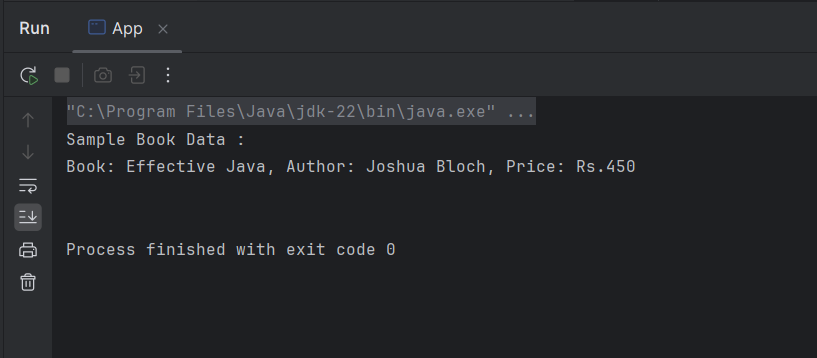 Run
App
"C:\Program Files\Java\jdk-22\bin\java.exe" ...
Sample Book Data :
Book: Effective Java, Author: Joshua Bloch, Price: Rs.450
Process finished with exit code 0